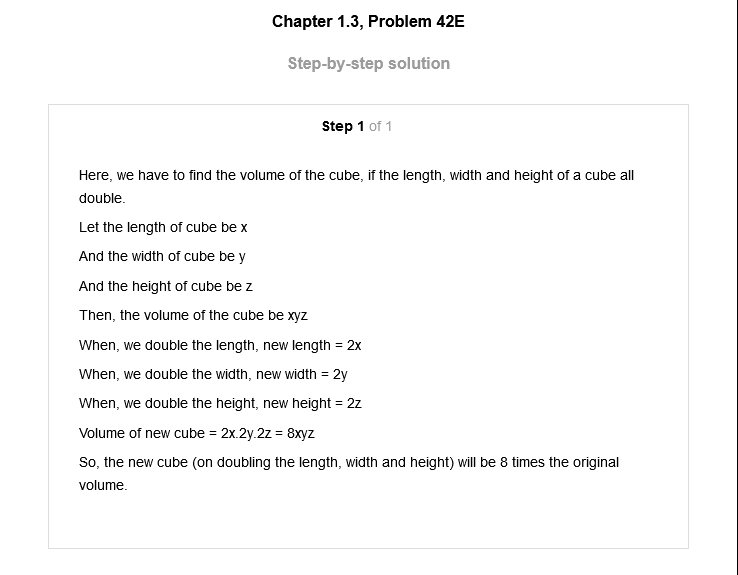 Chapter 1.3, Problem 42E
Step-by-step solution
Step 1 of 1
Here, we have to find the volume of the cube, if the length, width and height of a cube all
double.
Let the length of cube be x
And the width of cube be y
And the height of cube be z
Then, the volume of the cube be xyz
When, we double the length, new length = 2x
When, we double the width, new width = 2y
When, we double the height, new height = 2z
Volume of new cube = 2x.2y.2z = 8xyz
So, the new cube (on doubling the length, width and height) will be 8 times the original
volume.